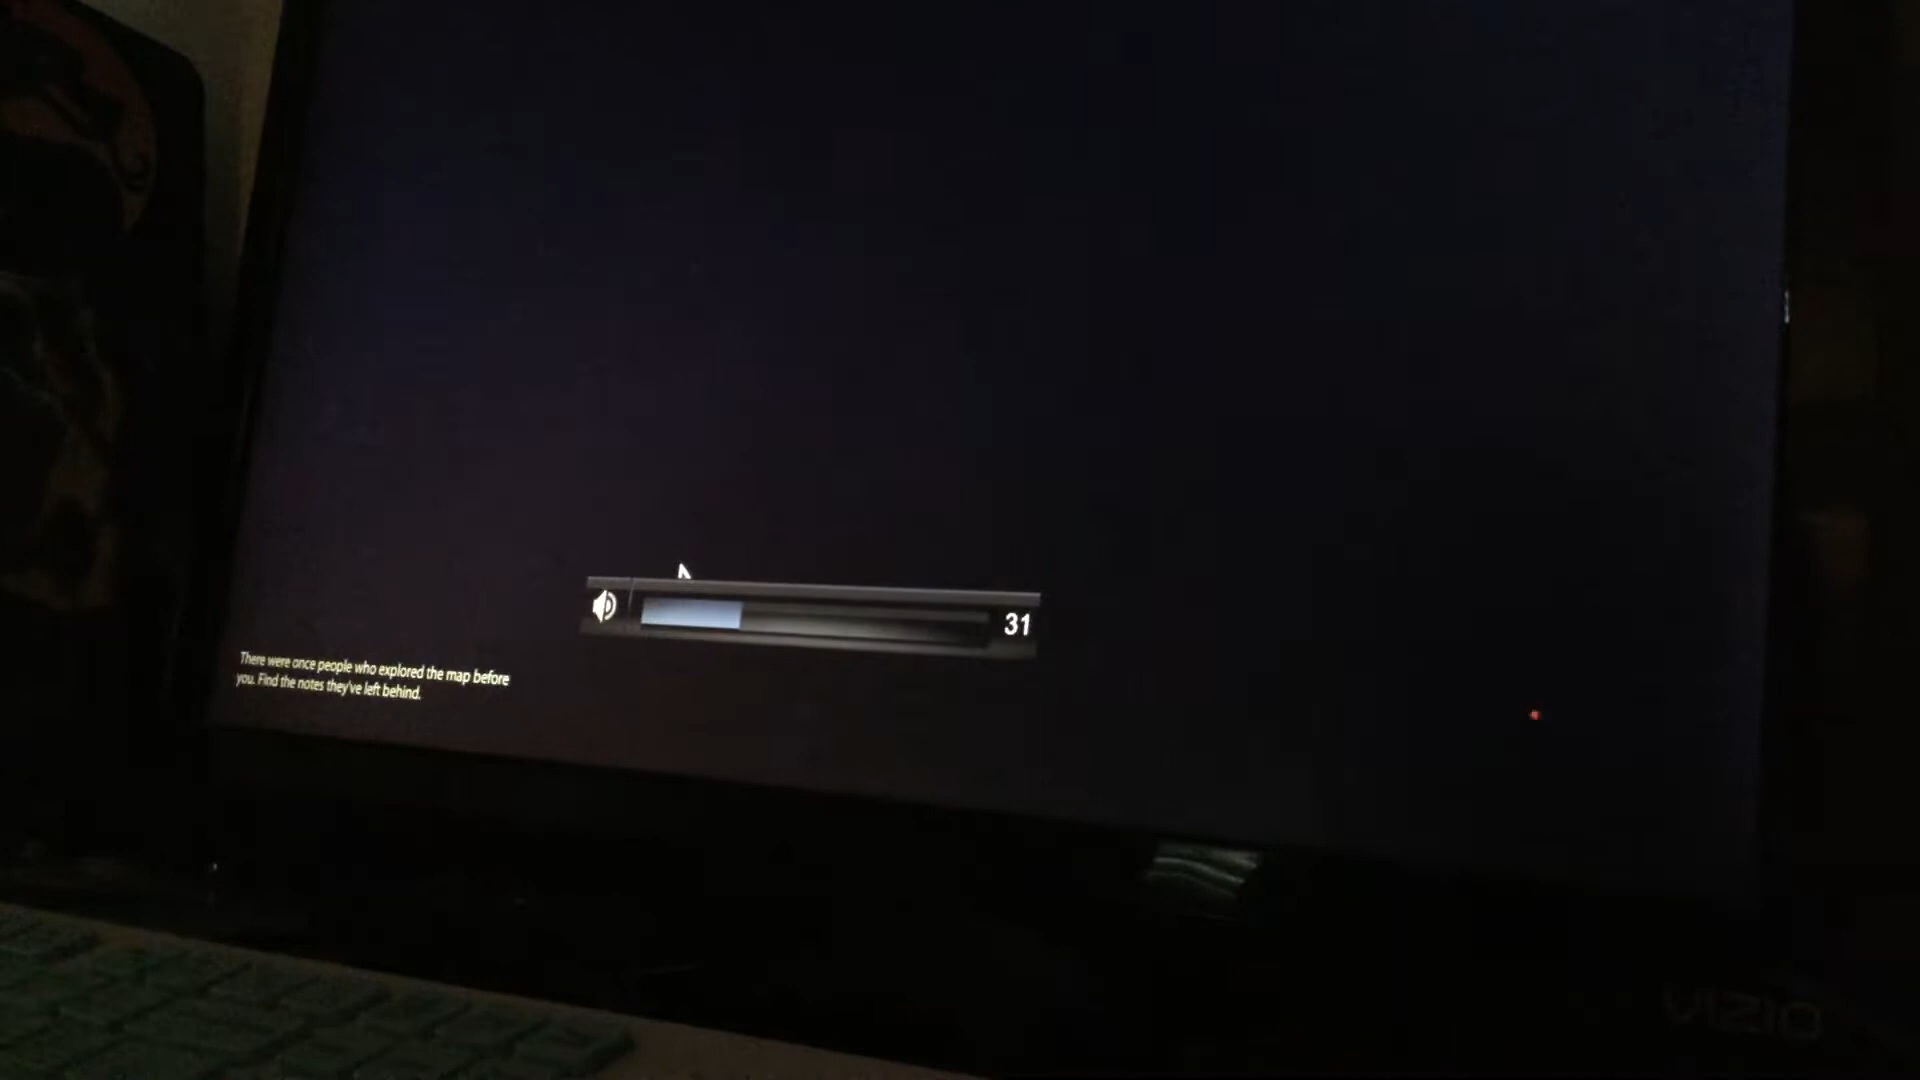 31
There were once people who explored the map before
you. Find the notes they've left behind.
VIZIO